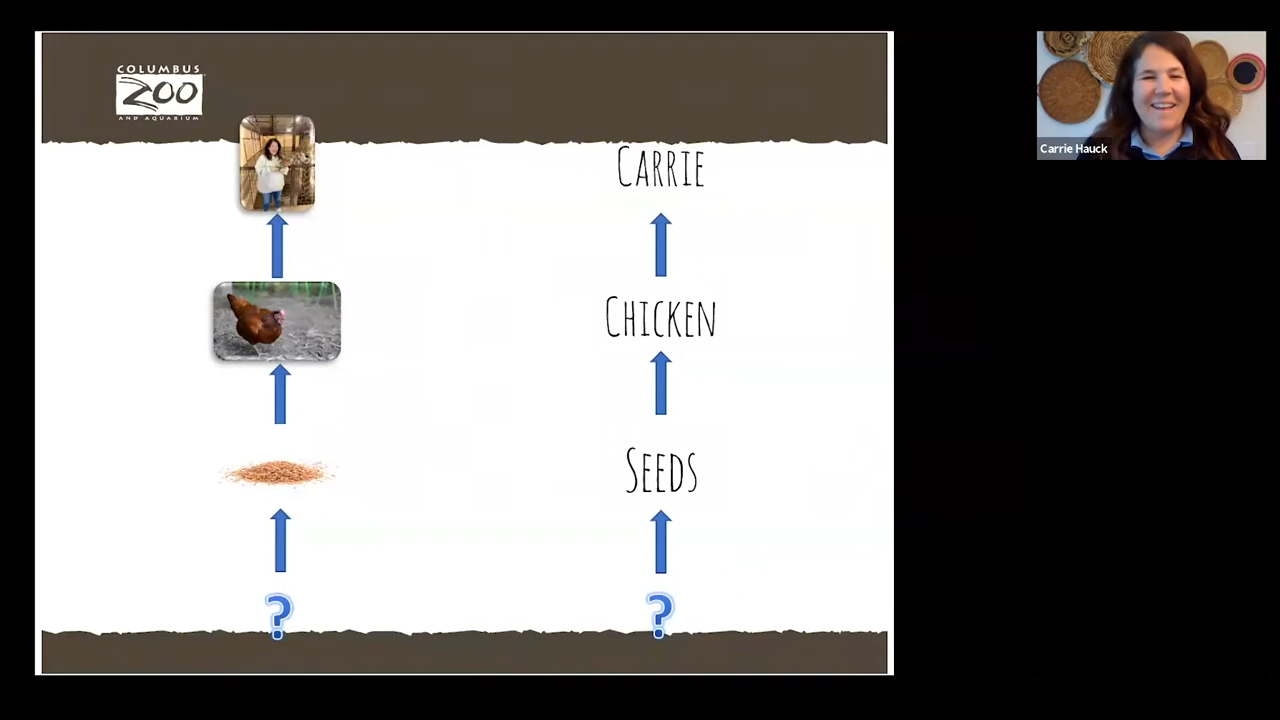 COLUMBUS
ZOO
AND AQUARIUM
CARRIE
CHICKEN
SEEDS
?
?
Carrie Hauck